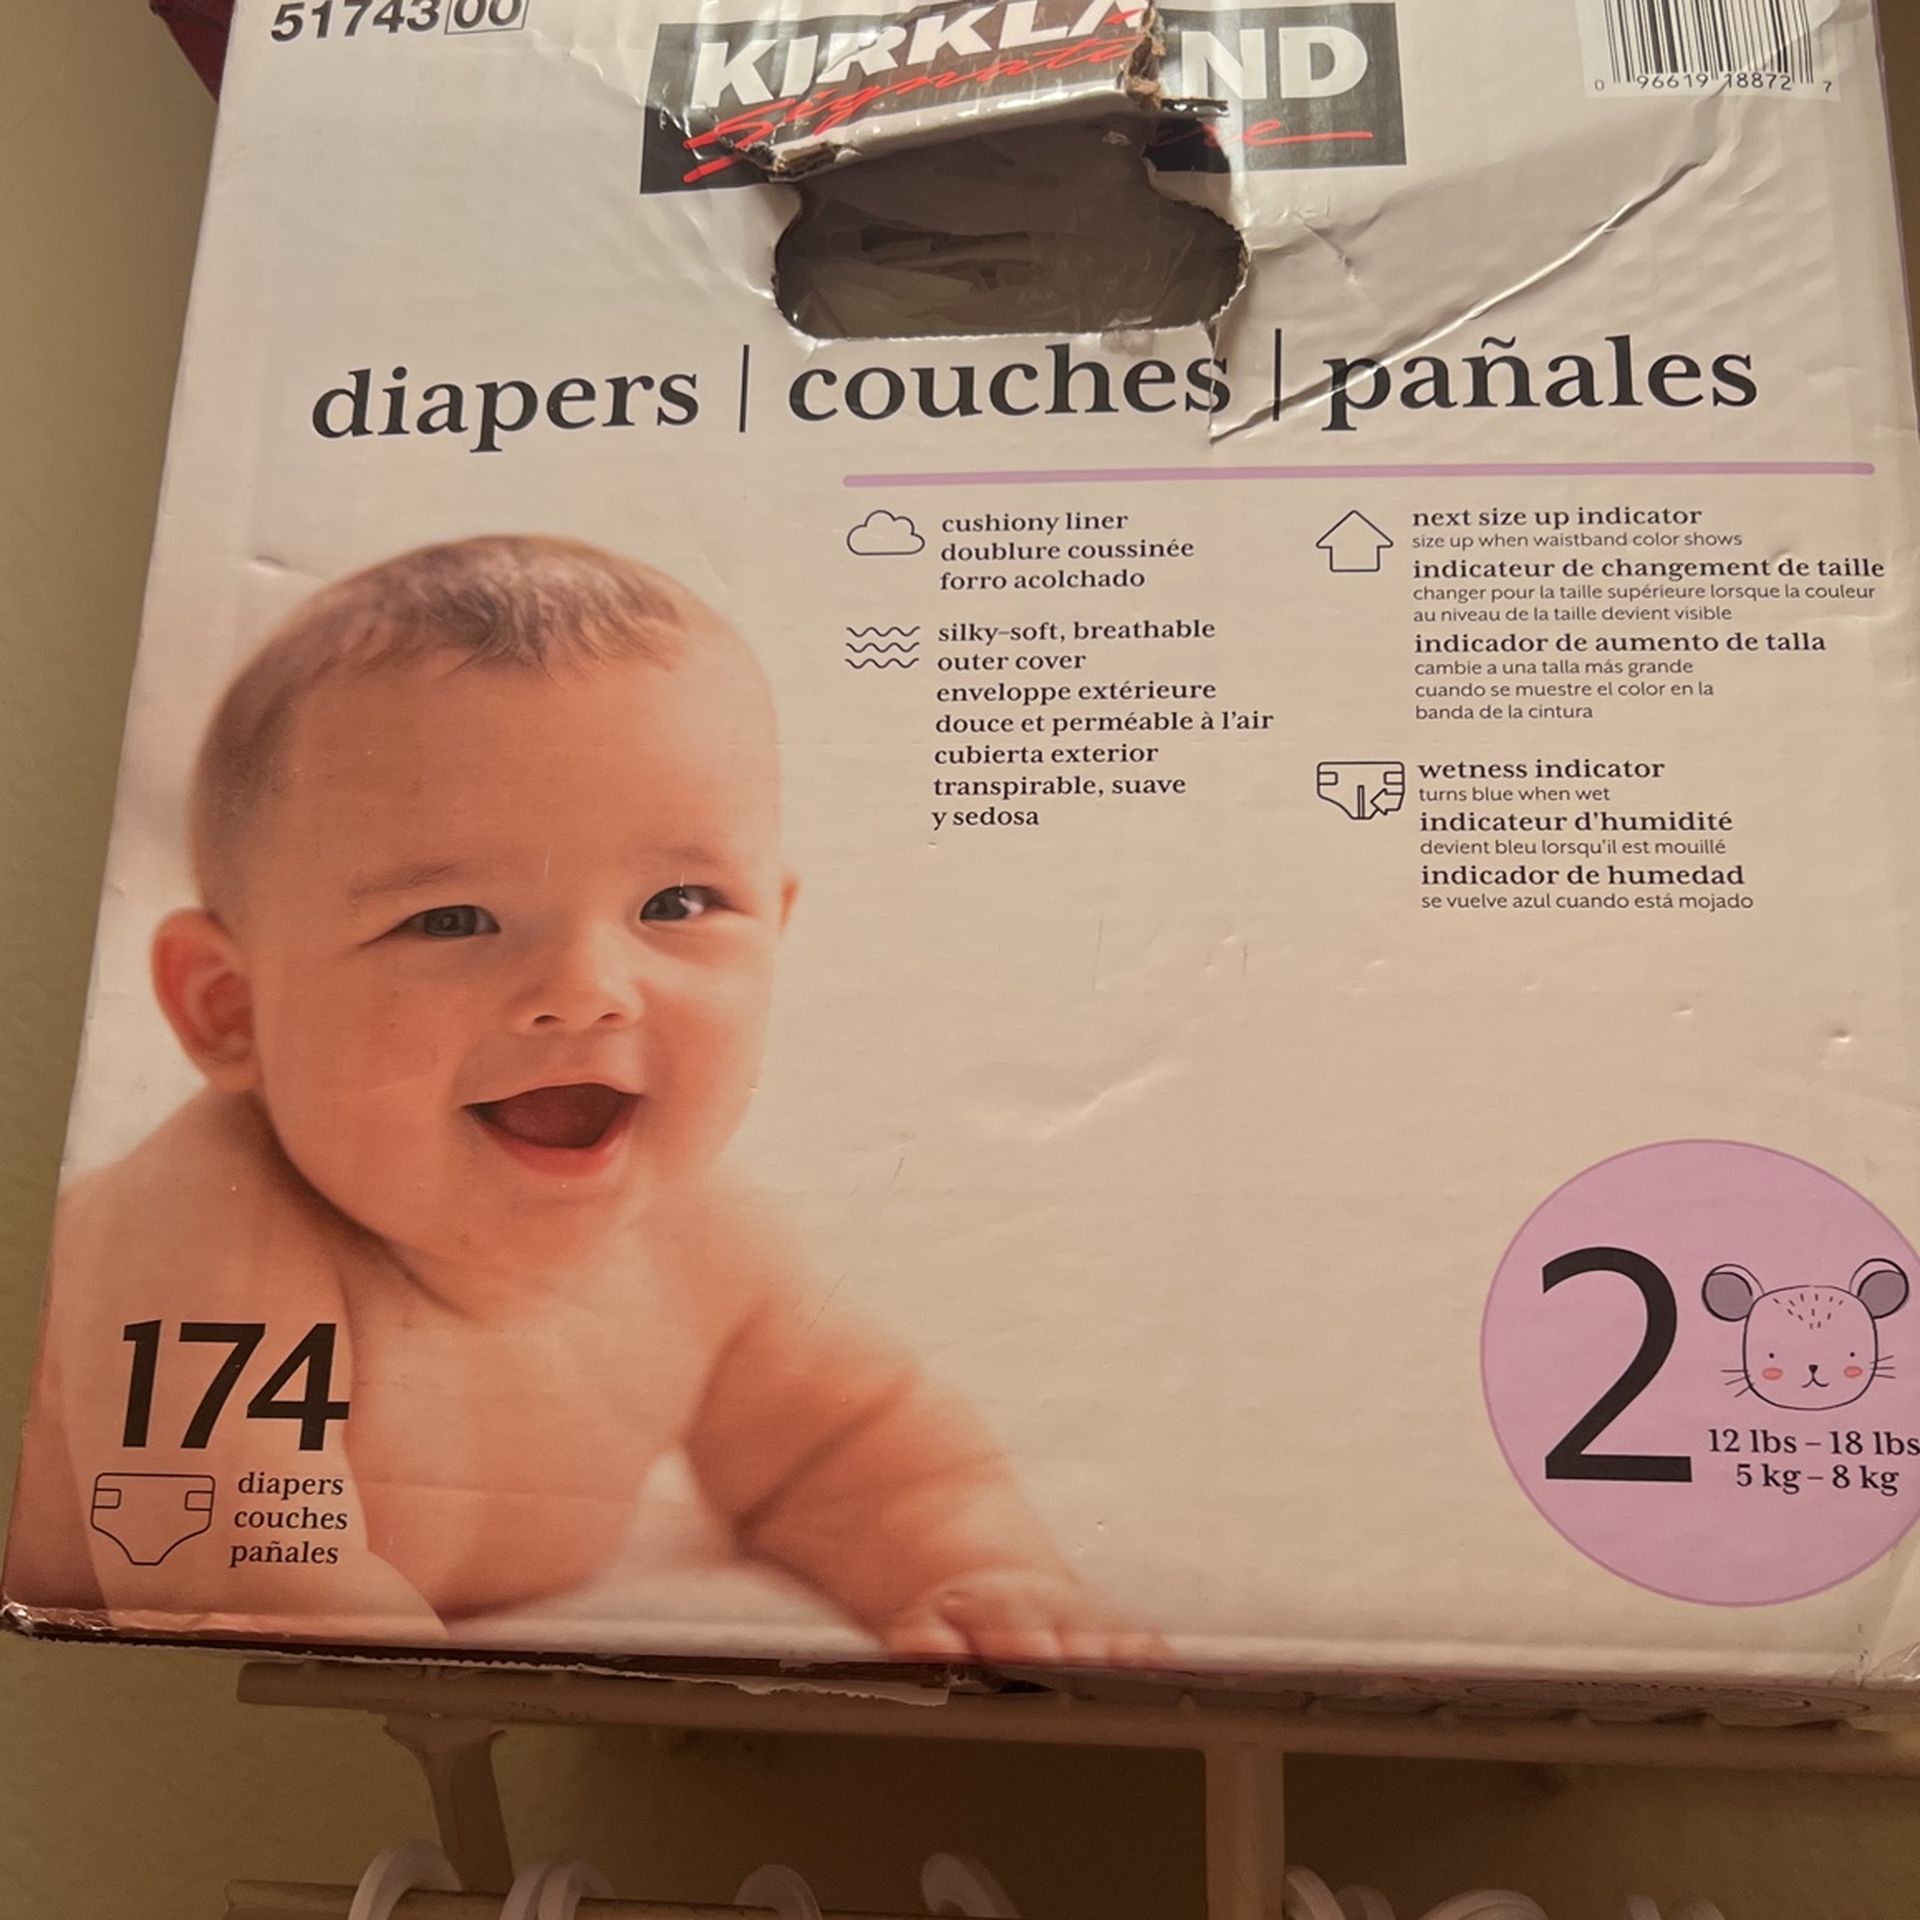 51743 00
KIRKLAND
Signature
0 96619 18872 7
diapers | couches | pañales
cushiony liner
doublure coussinée
forro acolchado
silky-soft, breathable
outer cover
enveloppe extérieure
douce et perméable à l'air
cubierta exterior
transpirable, suave
y sedosa
next size up indicator
size up when waistband color shows
indicateur de changement de taille
changer pour la taille supérieure lorsque la couleur
au niveau de la taille devient visible
indicador de aumento de talla
cambie a una talla más grande
cuando se muestre el color en la
banda de la cintura
wetness indicator
turns blue when wet
indicateur d'humidité
devient bleu lorsqu'il est mouillé
indicador de humedad
se vuelve azul cuando está mojado
174
diapers
couches
pañales
2
12 lbs – 18 lbs
5 kg – 8 kg